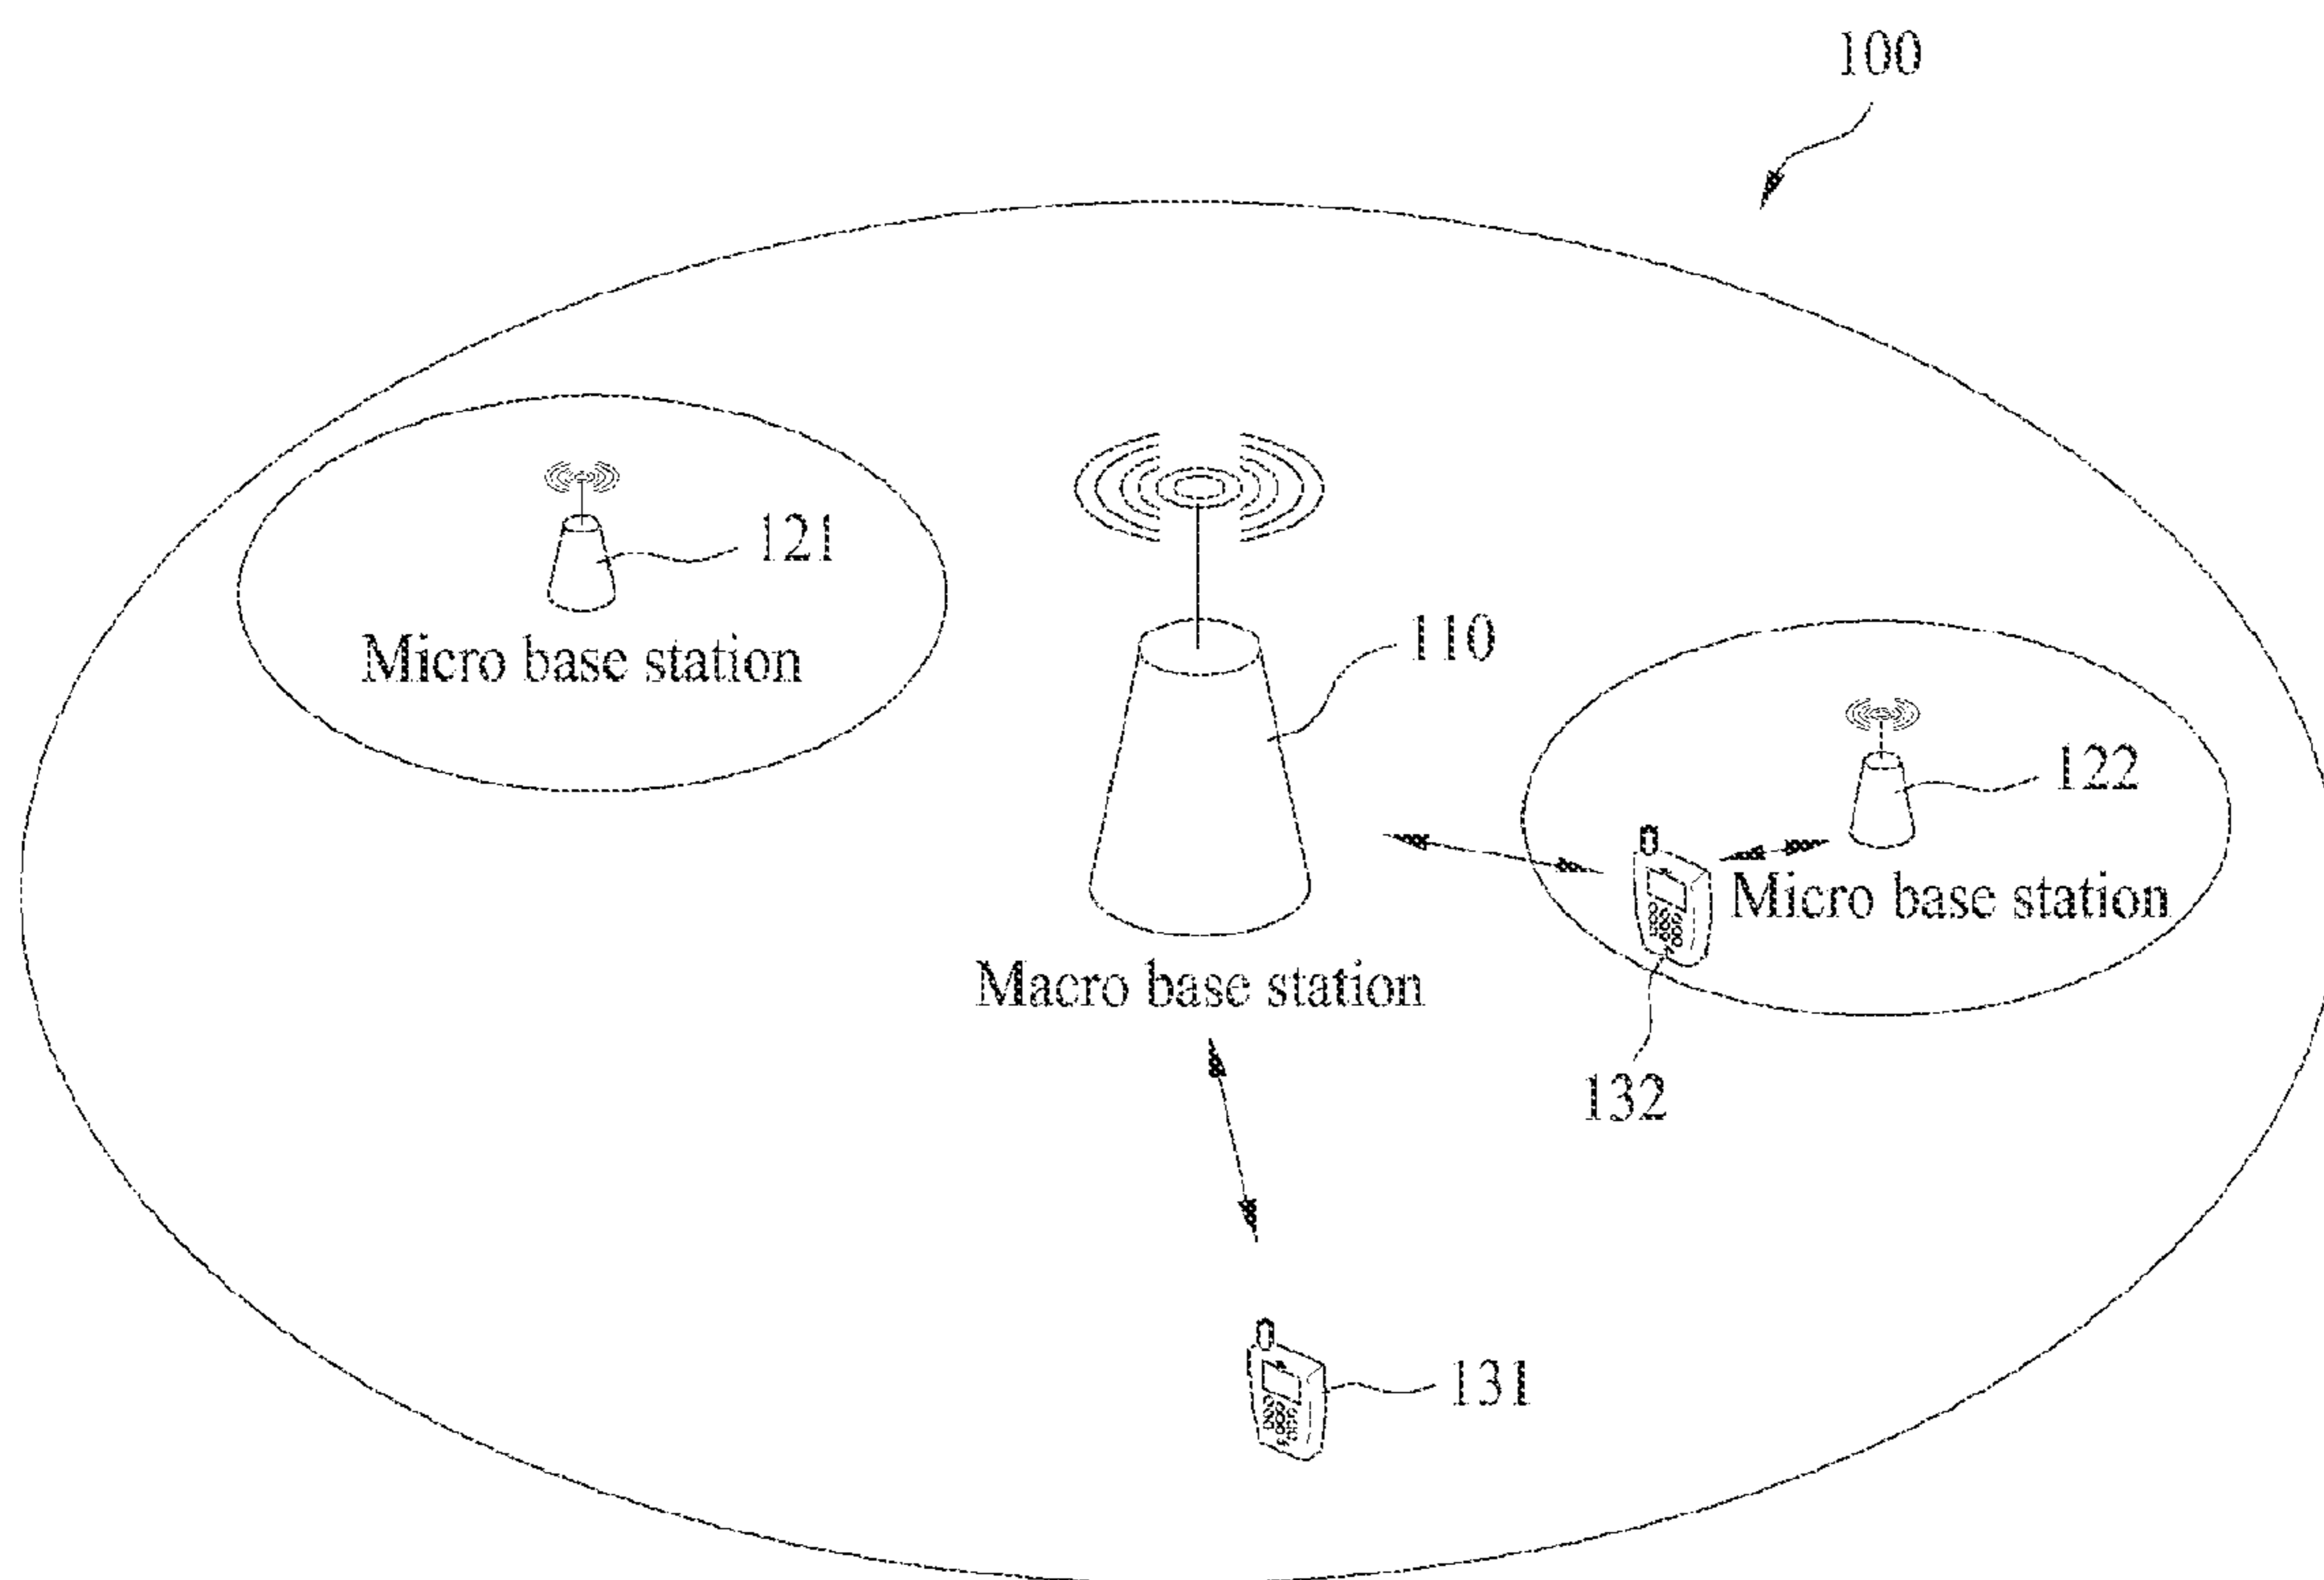 100
121
Micro base station
110
122
Micro base station
Macro base station
132
131